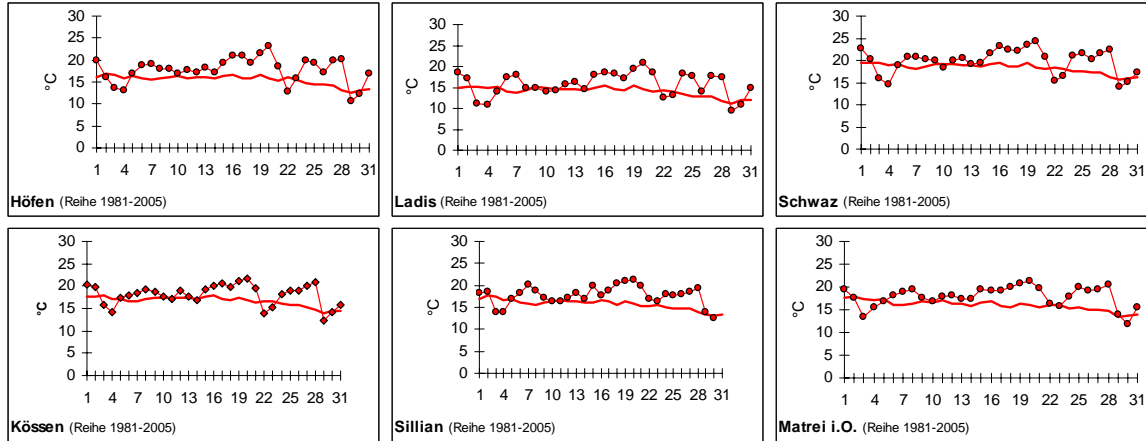 30
25
20
15
10
5
0
°C
1 4 7 10 13 16 19 22 25 28 31
Höfen (Reihe 1981-2005)
30
25
20
15
10
5
0
°C
1 4 7 10 13 16 19 22 25 28 31
Ladis (Reihe 1981-2005)
30
25
20
15
10
5
0
°C
1 4 7 10 13 16 19 22 25 28 31
Schwaz (Reihe 1981-2005)
30
25
20
15
10
5
0
°C
1 4 7 10 13 16 19 22 25 28 31
Kössen (Reihe 1981-2005)
30
25
20
15
10
5
0
°C
1 4 7 10 13 16 19 22 25 28 31
Sillian (Reihe 1981-2005)
30
25
20
15
10
5
0
°C
1 4 7 10 13 16 19 22 25 28 31
Matrei i.O. (Reihe 1981-2005)